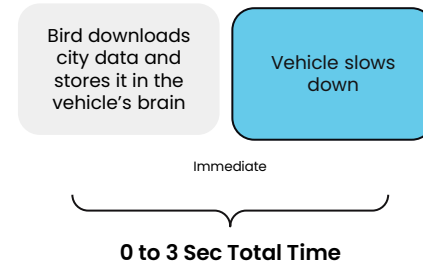 Bird downloads
city data and
stores it in the
vehicle's brain
Vehicle slows
down
Immediate
0 to 3 Sec Total Time